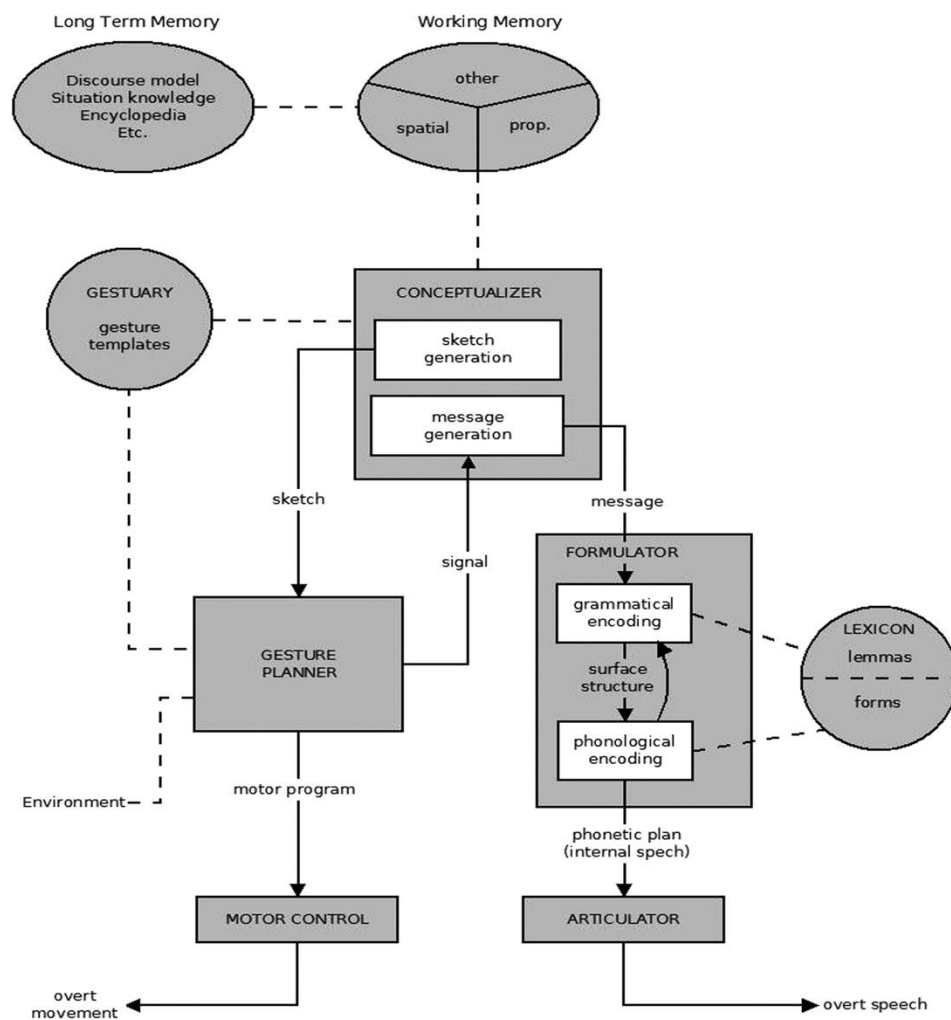 Long Term Memory
Working Memory
Discourse model
Situation knowledge
Encyclopedia
Etc.
other
spatial
prop.
GESTUARY
gesture
templates
CONCEPTUALIZER
sketch
generation
message
generation
sketch
signal
message
FORMULATOR
grammatical
encoding
surface
structure
phonological
encoding
LEXICON
lemmas
forms
GESTURE
PLANNER
Environment
motor program
phonetic plan
(internal spech)
MOTOR CONTROL
ARTICULATOR
overt
movement
overt speech